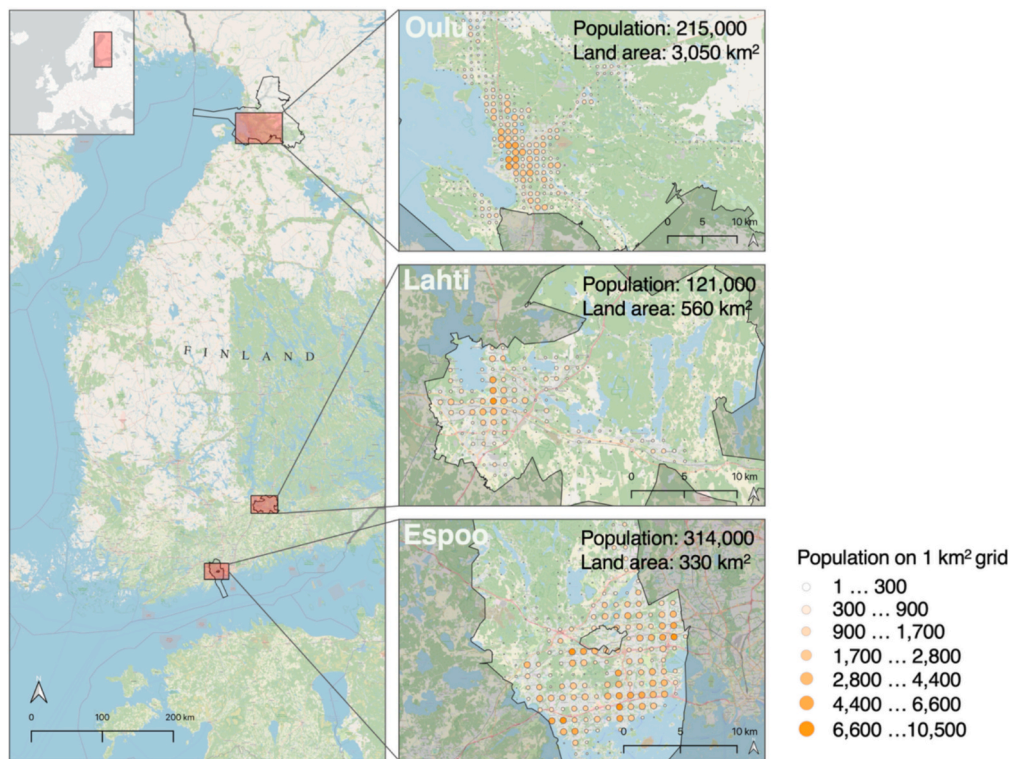 Oulu
Population: 215,000
Land area: 3,050 km²
0 5 10 km
Lahti
Population: 121,000
Land area: 560 km²
0 5 10 km
FINLAND
Espoo
Population: 314,000
Land area: 330 km²
0 5 10 km
N
0 100 200 km
Population on 1 km² grid
1 ... 300
300 ... 900
900 ... 1,700
1,700 ... 2,800
2,800 ... 4,400
4,400 ... 6,600
6,600 ...10,500